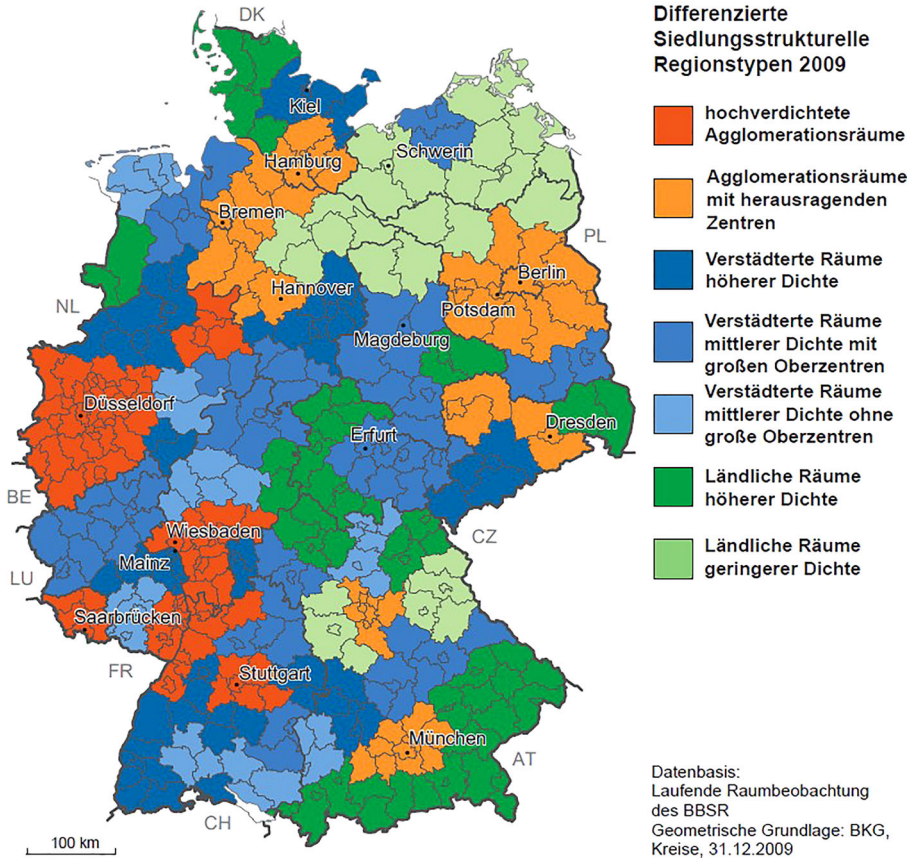 Differenzierte
Siedlungsstrukturelle
Regionstypen 2009
hochverdichtete
Agglomerationsräume
Agglomerationsräume
mit herausragenden
Zentren
Verstädterte Räume
höherer Dichte
Verstädterte Räume
mittlerer Dichte mit
großen Oberzentren
Verstädterte Räume
mittlerer Dichte ohne
große Oberzentren
Ländliche Räume
höherer Dichte
Ländliche Räume
geringerer Dichte
DK
Kiel
Hamburg
Schwerin
Bremen
PL
Berlin
Hannover
Potsdam
NL
Magdeburg
Düsseldorf
Dresden
Erfurt
BE
Wiesbaden
CZ
Mainz
LU
Saarbrücken
FR
Stuttgart
München
AT
CH
100 km
Datenbasis:
Laufende Raumbeobachtung
des BBSR
Geometrische Grundlage: BKG,
Kreise, 31.12.2009